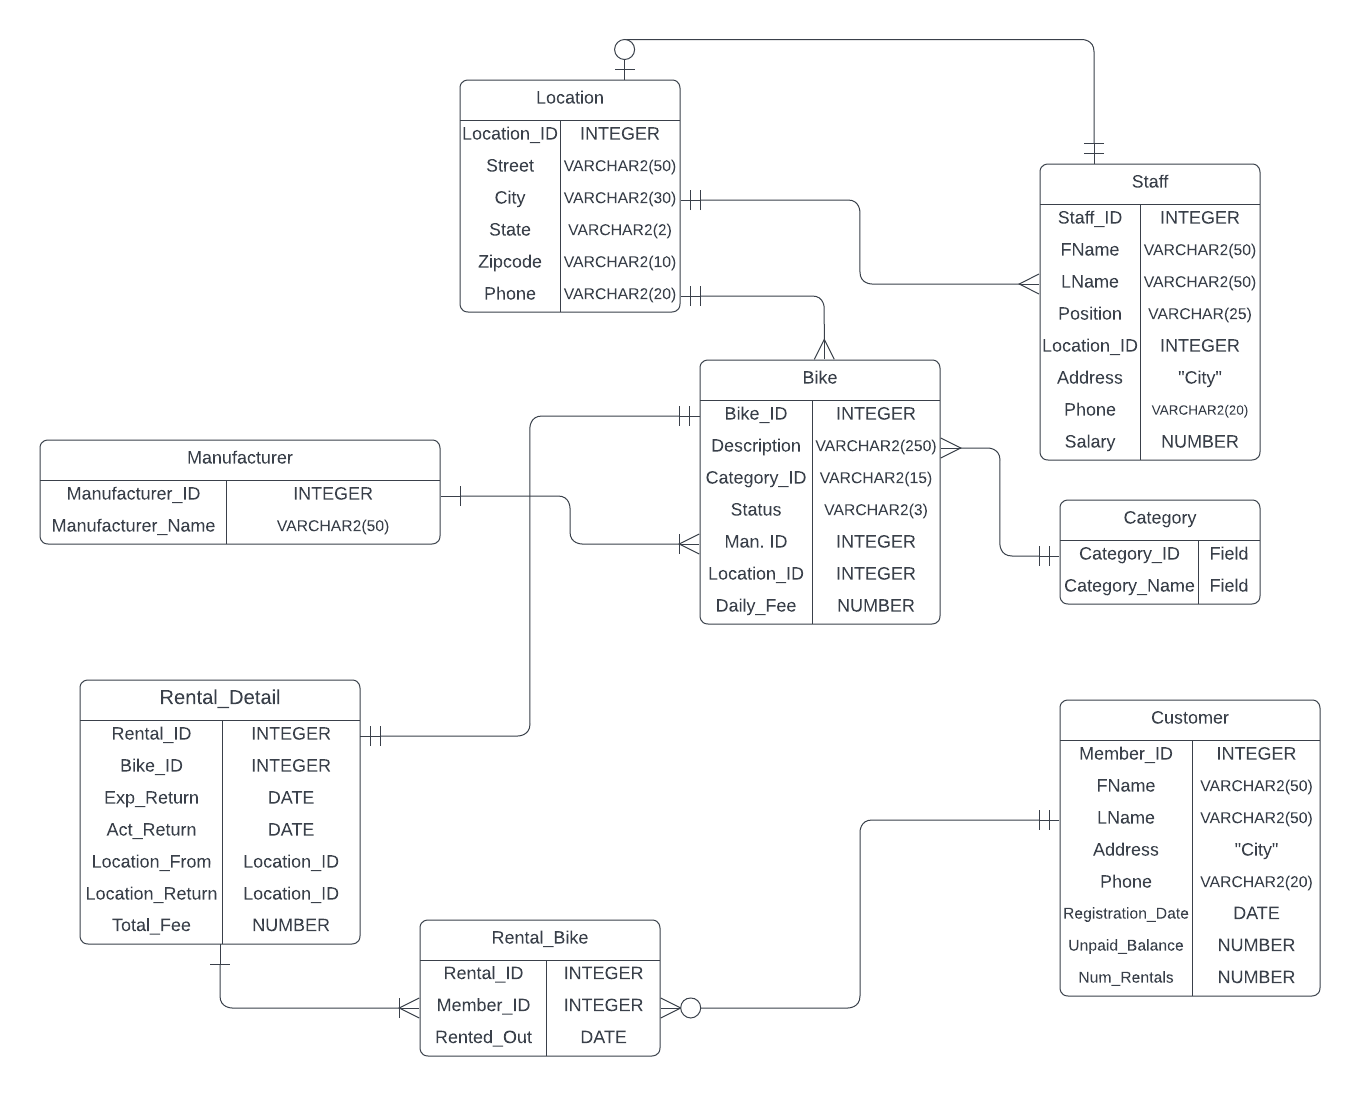 Location
Location_ID INTEGER
Street VARCHAR2(50)
City VARCHAR2(30)
State VARCHAR2(2)
Zipcode VARCHAR2(10)
Phone VARCHAR2(20)
Staff
Staff_ID INTEGER
FName VARCHAR2(50)
LName VARCHAR2(50)
Position VARCHAR(25)
Location_ID INTEGER
Address "City"
Phone VARCHAR2(20)
Salary NUMBER
Bike
Bike_ID INTEGER
Description VARCHAR2(250)
Category_ID VARCHAR2(15)
Status VARCHAR2(3)
Man. ID INTEGER
Location_ID INTEGER
Daily_Fee NUMBER
Manufacturer
Manufacturer_ID INTEGER
Manufacturer_Name VARCHAR2(50)
Category
Category_ID Field
Category_Name Field
Rental_Detail
Rental_ID INTEGER
Bike_ID INTEGER
Exp_Return DATE
Act_Return DATE
Location_From Location_ID
Location_Return Location_ID
Total_Fee NUMBER
Customer
Member_ID INTEGER
FName VARCHAR2(50)
LName VARCHAR2(50)
Address "City"
Phone VARCHAR2(20)
Registration_Date DATE
Unpaid_Balance NUMBER
Num_Rentals NUMBER
Rental_Bike
Rental_ID INTEGER
Member_ID INTEGER
Rented_Out DATE